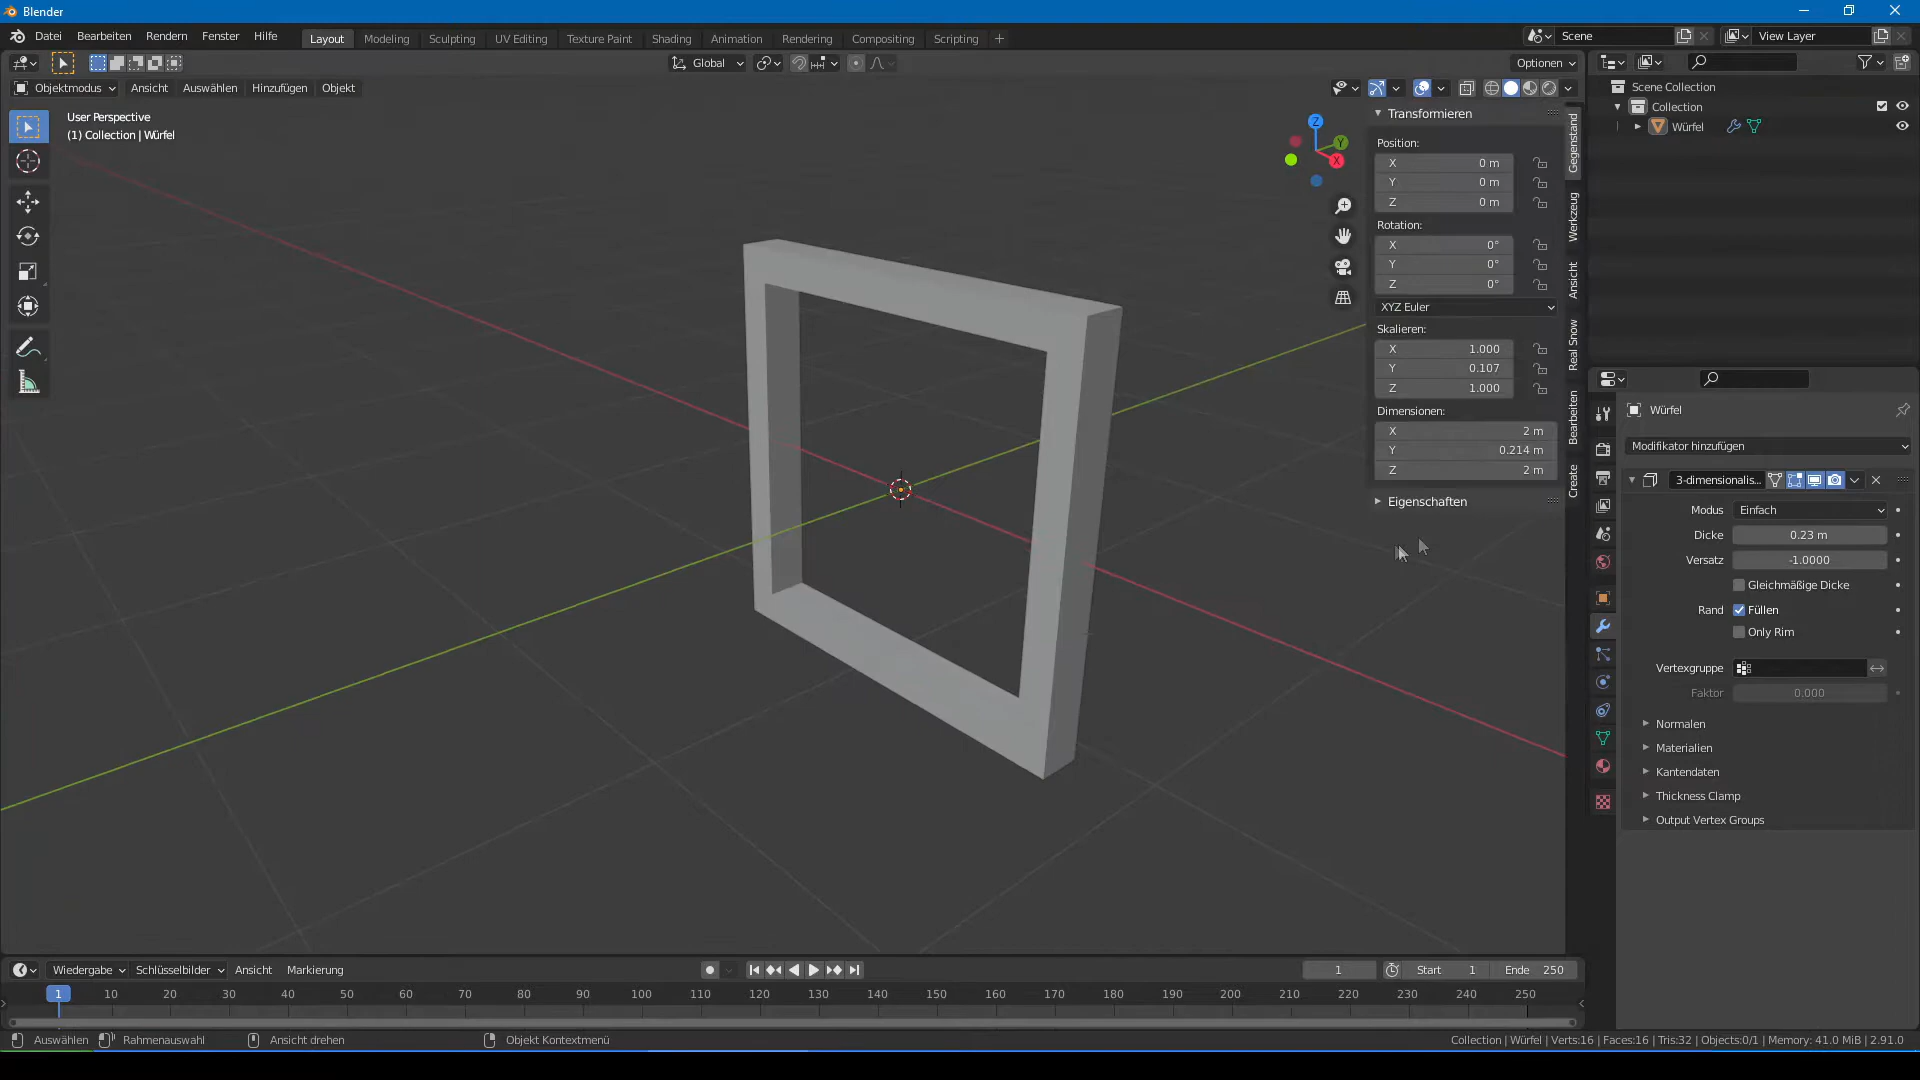 Blender
Datei Bearbeiten Rendern Fenster Hilfe
Layout Modeling Sculpting UV Editing Texture Paint Shading Animation Rendering Compositing Scripting +
Scene
View Layer
Global
Optionen
Objektmodus Ansicht Auswählen Hinzufügen Objekt
User Perspective
(1) Collection | Würfel
Z
Y
X
Transformieren
Position:
X 0 m
Y 0 m
Z 0 m
Rotation:
X 0°
Y 0°
Z 0°
XYZ Euler
Skalieren:
X 1.000
Y 0.107
Z 1.000
Dimensionen:
X 2 m
Y 0.214 m
Z 2 m
Eigenschaften
Gegenstand
Werkzeug
Ansicht
Real Snow
Bearbeiten
Create
Scene Collection
Collection
Würfel
Würfel
Modifikator hinzufügen
3-dimensionalis...
Modus Einfach
Dicke 0.23 m
Versatz -1.0000
Gleichmäßige Dicke
Rand Füllen
Only Rim
Vertexgruppe
Faktor 0.000
Normalen
Materialien
Kantendaten
Thickness Clamp
Output Vertex Groups
Wiedergabe Schlüsselbilder Ansicht Markierung
1
Start 1
Ende 250
1 10 20 30 40 50 60 70 80 90 100 110 120 130 140 150 160 170 180 190 200 210 220 230 240 250
Auswählen Rahmenauswahl Ansicht drehen Objekt Kontextmenü
Collection | Würfel | Verts:16 | Faces:16 | Tris:32 | Objects:0/1 | Memory: 41.0 MiB | 2.91.0